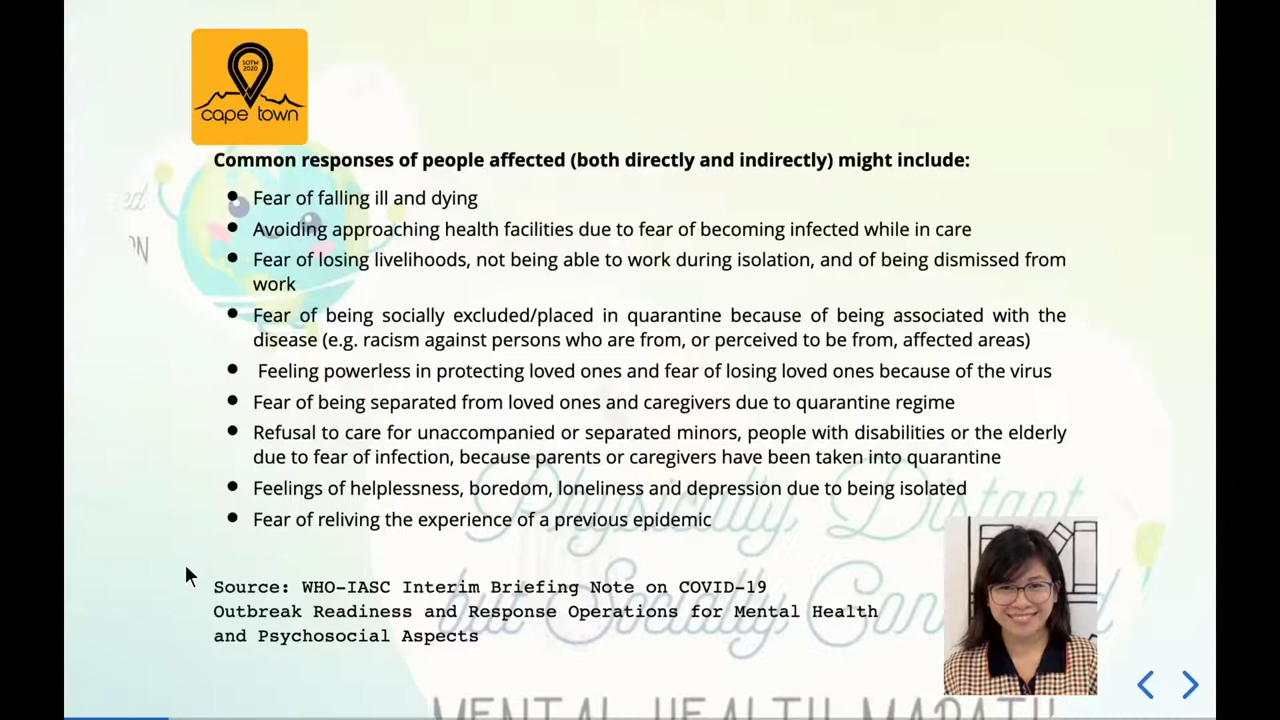 SOTM
2020
cape town
Common responses of people affected (both directly and indirectly) might include:
Fear of falling ill and dying
Avoiding approaching health facilities due to fear of becoming infected while in care
Fear of losing livelihoods, not being able to work during isolation, and of being dismissed from
work
Fear of being socially excluded/placed in quarantine because of being associated with the
disease (e.g. racism against persons who are from, or perceived to be from, affected areas)
Feeling powerless in protecting loved ones and fear of losing loved ones because of the virus
Fear of being separated from loved ones and caregivers due to quarantine regime
Refusal to care for unaccompanied or separated minors, people with disabilities or the elderly
due to fear of infection, because parents or caregivers have been taken into quarantine
Feelings of helplessness, boredom, loneliness and depression due to being isolated
Fear of reliving the experience of a previous epidemic
Physically Distant
Source: WHO-IASC Interim Briefing Note on COVID-19
Outbreak Readiness and Response Operations for Mental Health
and Psychosocial Aspects
but Socially
MENTAL HEALTH